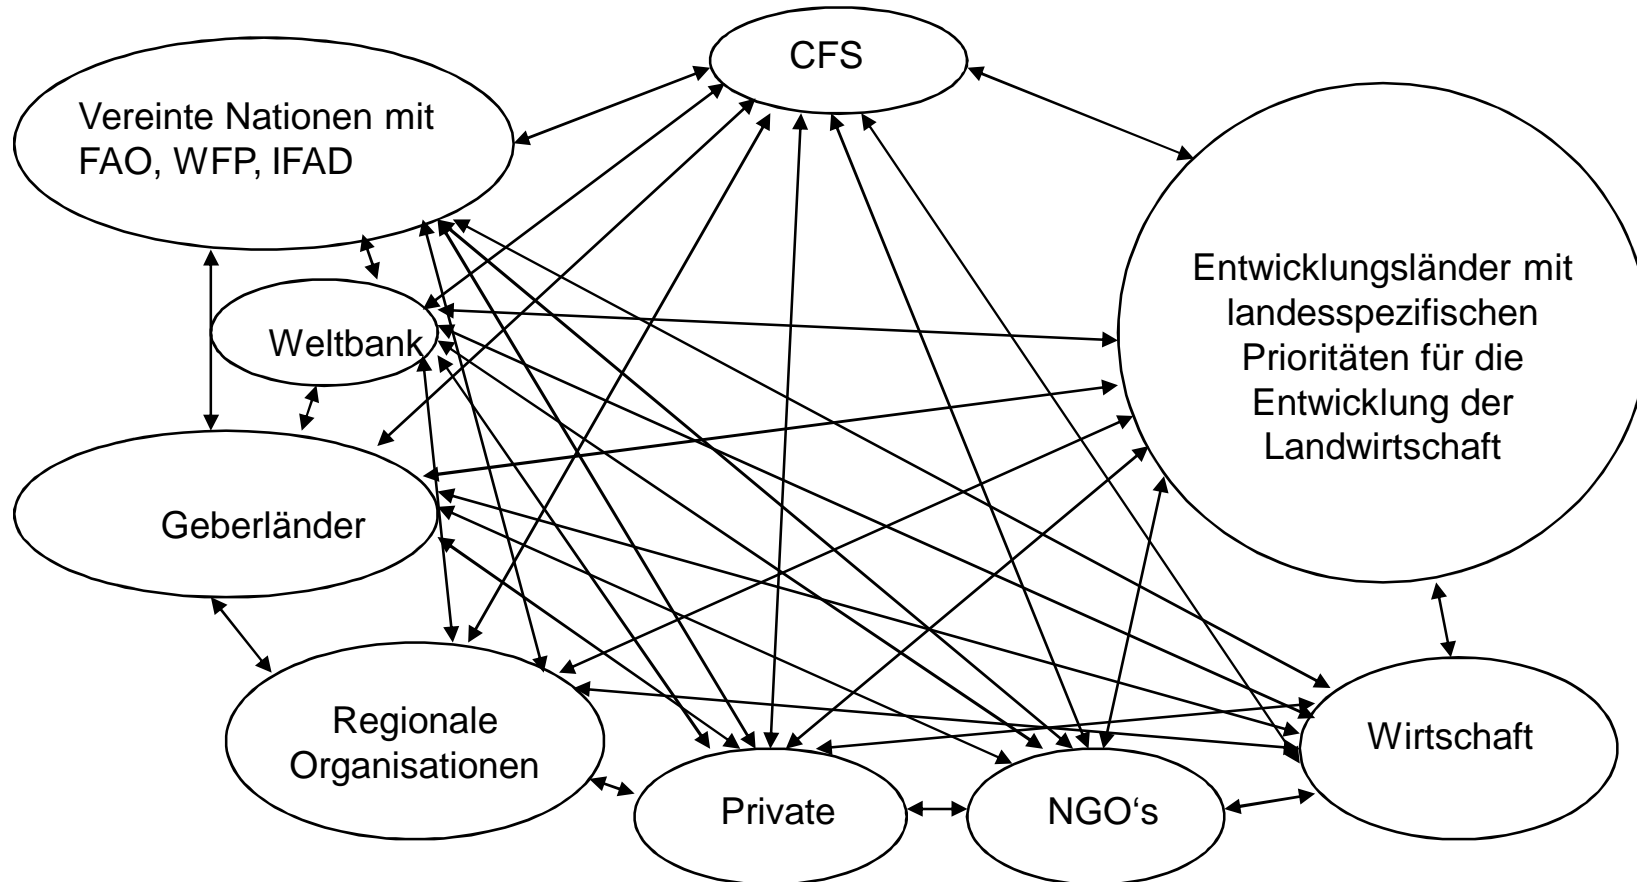 CFS
Vereinte Nationen mit
FAO, WFP, IFAD
Entwicklungsländer mit
landesspezifischen
Prioritäten für die
Entwicklung der
Landwirtschaft
Weltbank
Geberländer
Regionale
Organisationen
Private
NGO‘s
Wirtschaft